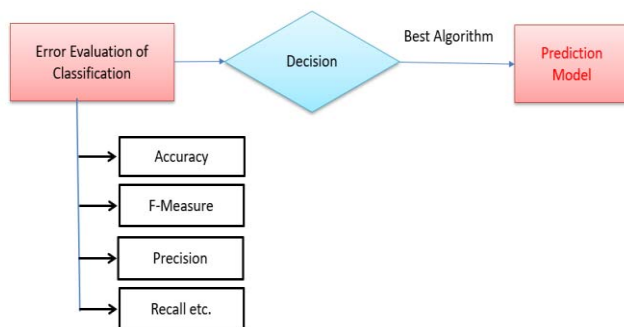 Error Evaluation of
Classification
Decision
Best Algorithm
Prediction
Model
Accuracy
F-Measure
Precision
Recall etc.